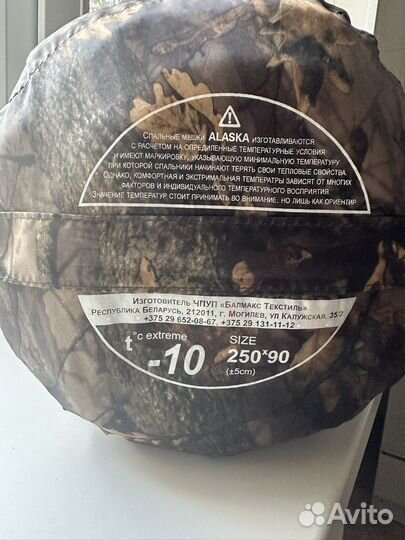 Спальные мешки ALASKA изготавливаются
с расчетом на определенные температурные условия
и имеют маркировку, указывающую минимальную температуру
при которой спальники начинают терять свои тепловые свойства.
Однако, комфортная и экстримальная температры зависят от многих
факторов и индивидуального температурного восприятия
Значение температур стоит принимать во внимание, но лишь как ориентир
Изготовитель ЧПУП «Балмакс Текстиль»
Республика Беларусь, 212011, г. Могилев, ул Калужская, 35/2
+375 29 652-08-67, +375 29 131-11-12
t°c extreme SIZE
-10 250*90
(±5cm)
Avito